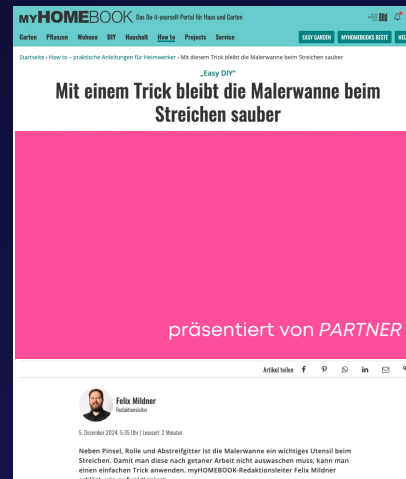 MYHOMEBOOK Das Do-it-yourself-Portal für Haus und Garten
Garten Pflanzen Wohnen DIY Haushalt How to Projects Service EASY GARDEN MYHOMEBOOKS BESTE
Startseite › How to – praktische Anleitungen für Heimwerker › Mit diesem Trick bleibt die Malerwanne beim Streichen sauber
„Easy DIY"
Mit einem Trick bleibt die Malerwanne beim
Streichen sauber
präsentiert von PARTNER
Artikel teilen
Felix Mildner
Redaktionsleiter
5. Dezember 2024, 5:35 Uhr | Lesezeit: 2 Minuten
Neben Pinsel, Rolle und Abstreifgitter ist die Malerwanne ein wichtiges Utensil beim
Streichen. Damit man diese nach getaner Arbeit nicht auswaschen muss, kann man
einen einfachen Trick anwenden. myHOMEBOOK-Redaktionsleiter Felix Mildner